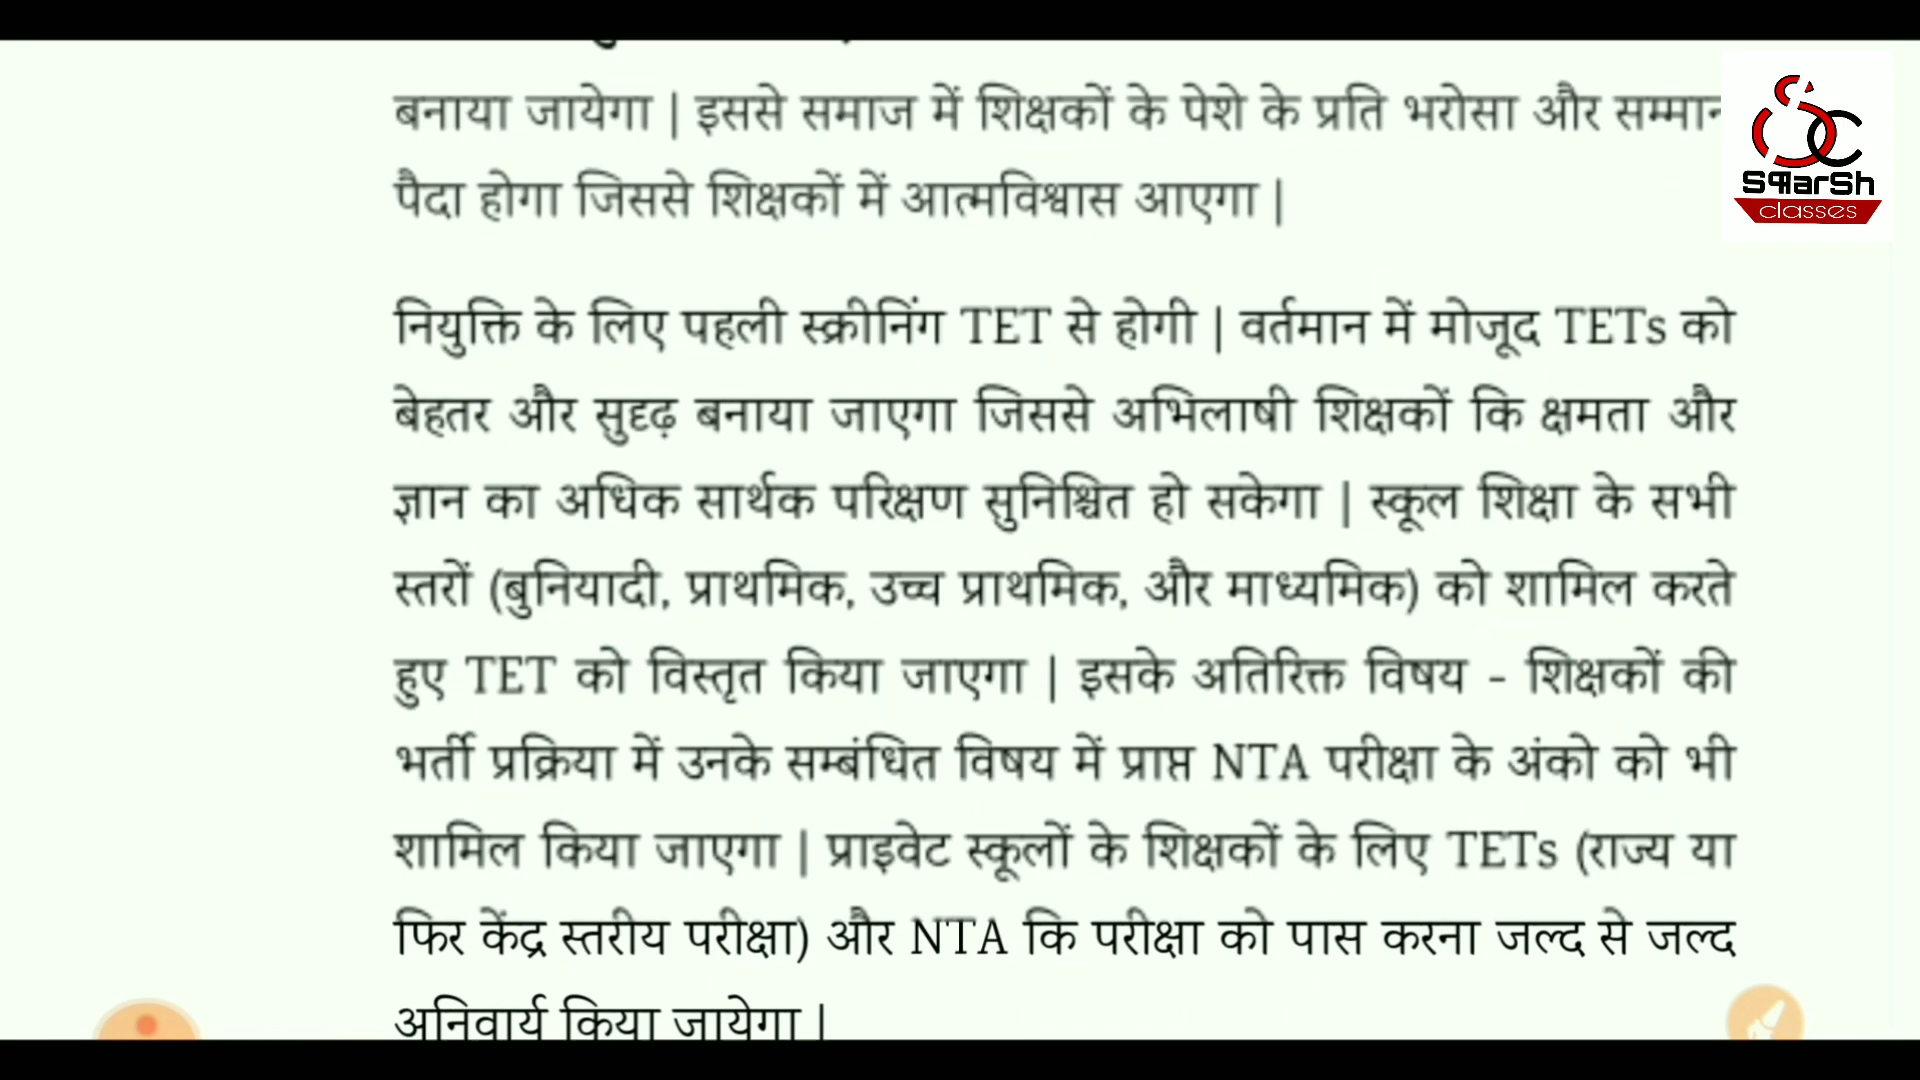 बनाया जायेगा | इससे समाज में शिक्षकों के पेशे के प्रति भरोसा और सम्मान
पैदा होगा जिससे शिक्षकों में आत्मविश्वास आएगा |
नियुक्ति के लिए पहली स्क्रीनिंग TET से होगी | वर्तमान में मोजूद TETs को
बेहतर और सुदृढ़ बनाया जाएगा जिससे अभिलाषी शिक्षकों कि क्षमता और
ज्ञान का अधिक सार्थक परिक्षण सुनिश्चित हो सकेगा | स्कूल शिक्षा के सभी
स्तरों (बुनियादी, प्राथमिक, उच्च प्राथमिक, और माध्यमिक) को शामिल करते
हुए TET को विस्तृत किया जाएगा | इसके अतिरिक्त विषय - शिक्षकों की
भर्ती प्रक्रिया में उनके सम्बंधित विषय में प्राप्त NTA परीक्षा के अंको को भी
शामिल किया जाएगा | प्राइवेट स्कूलों के शिक्षकों के लिए TETs (राज्य या
फिर केंद्र स्तरीय परीक्षा) और NTA कि परीक्षा को पास करना जल्द से जल्द
अनिवार्य किया जायेगा |
SपarSh
classes